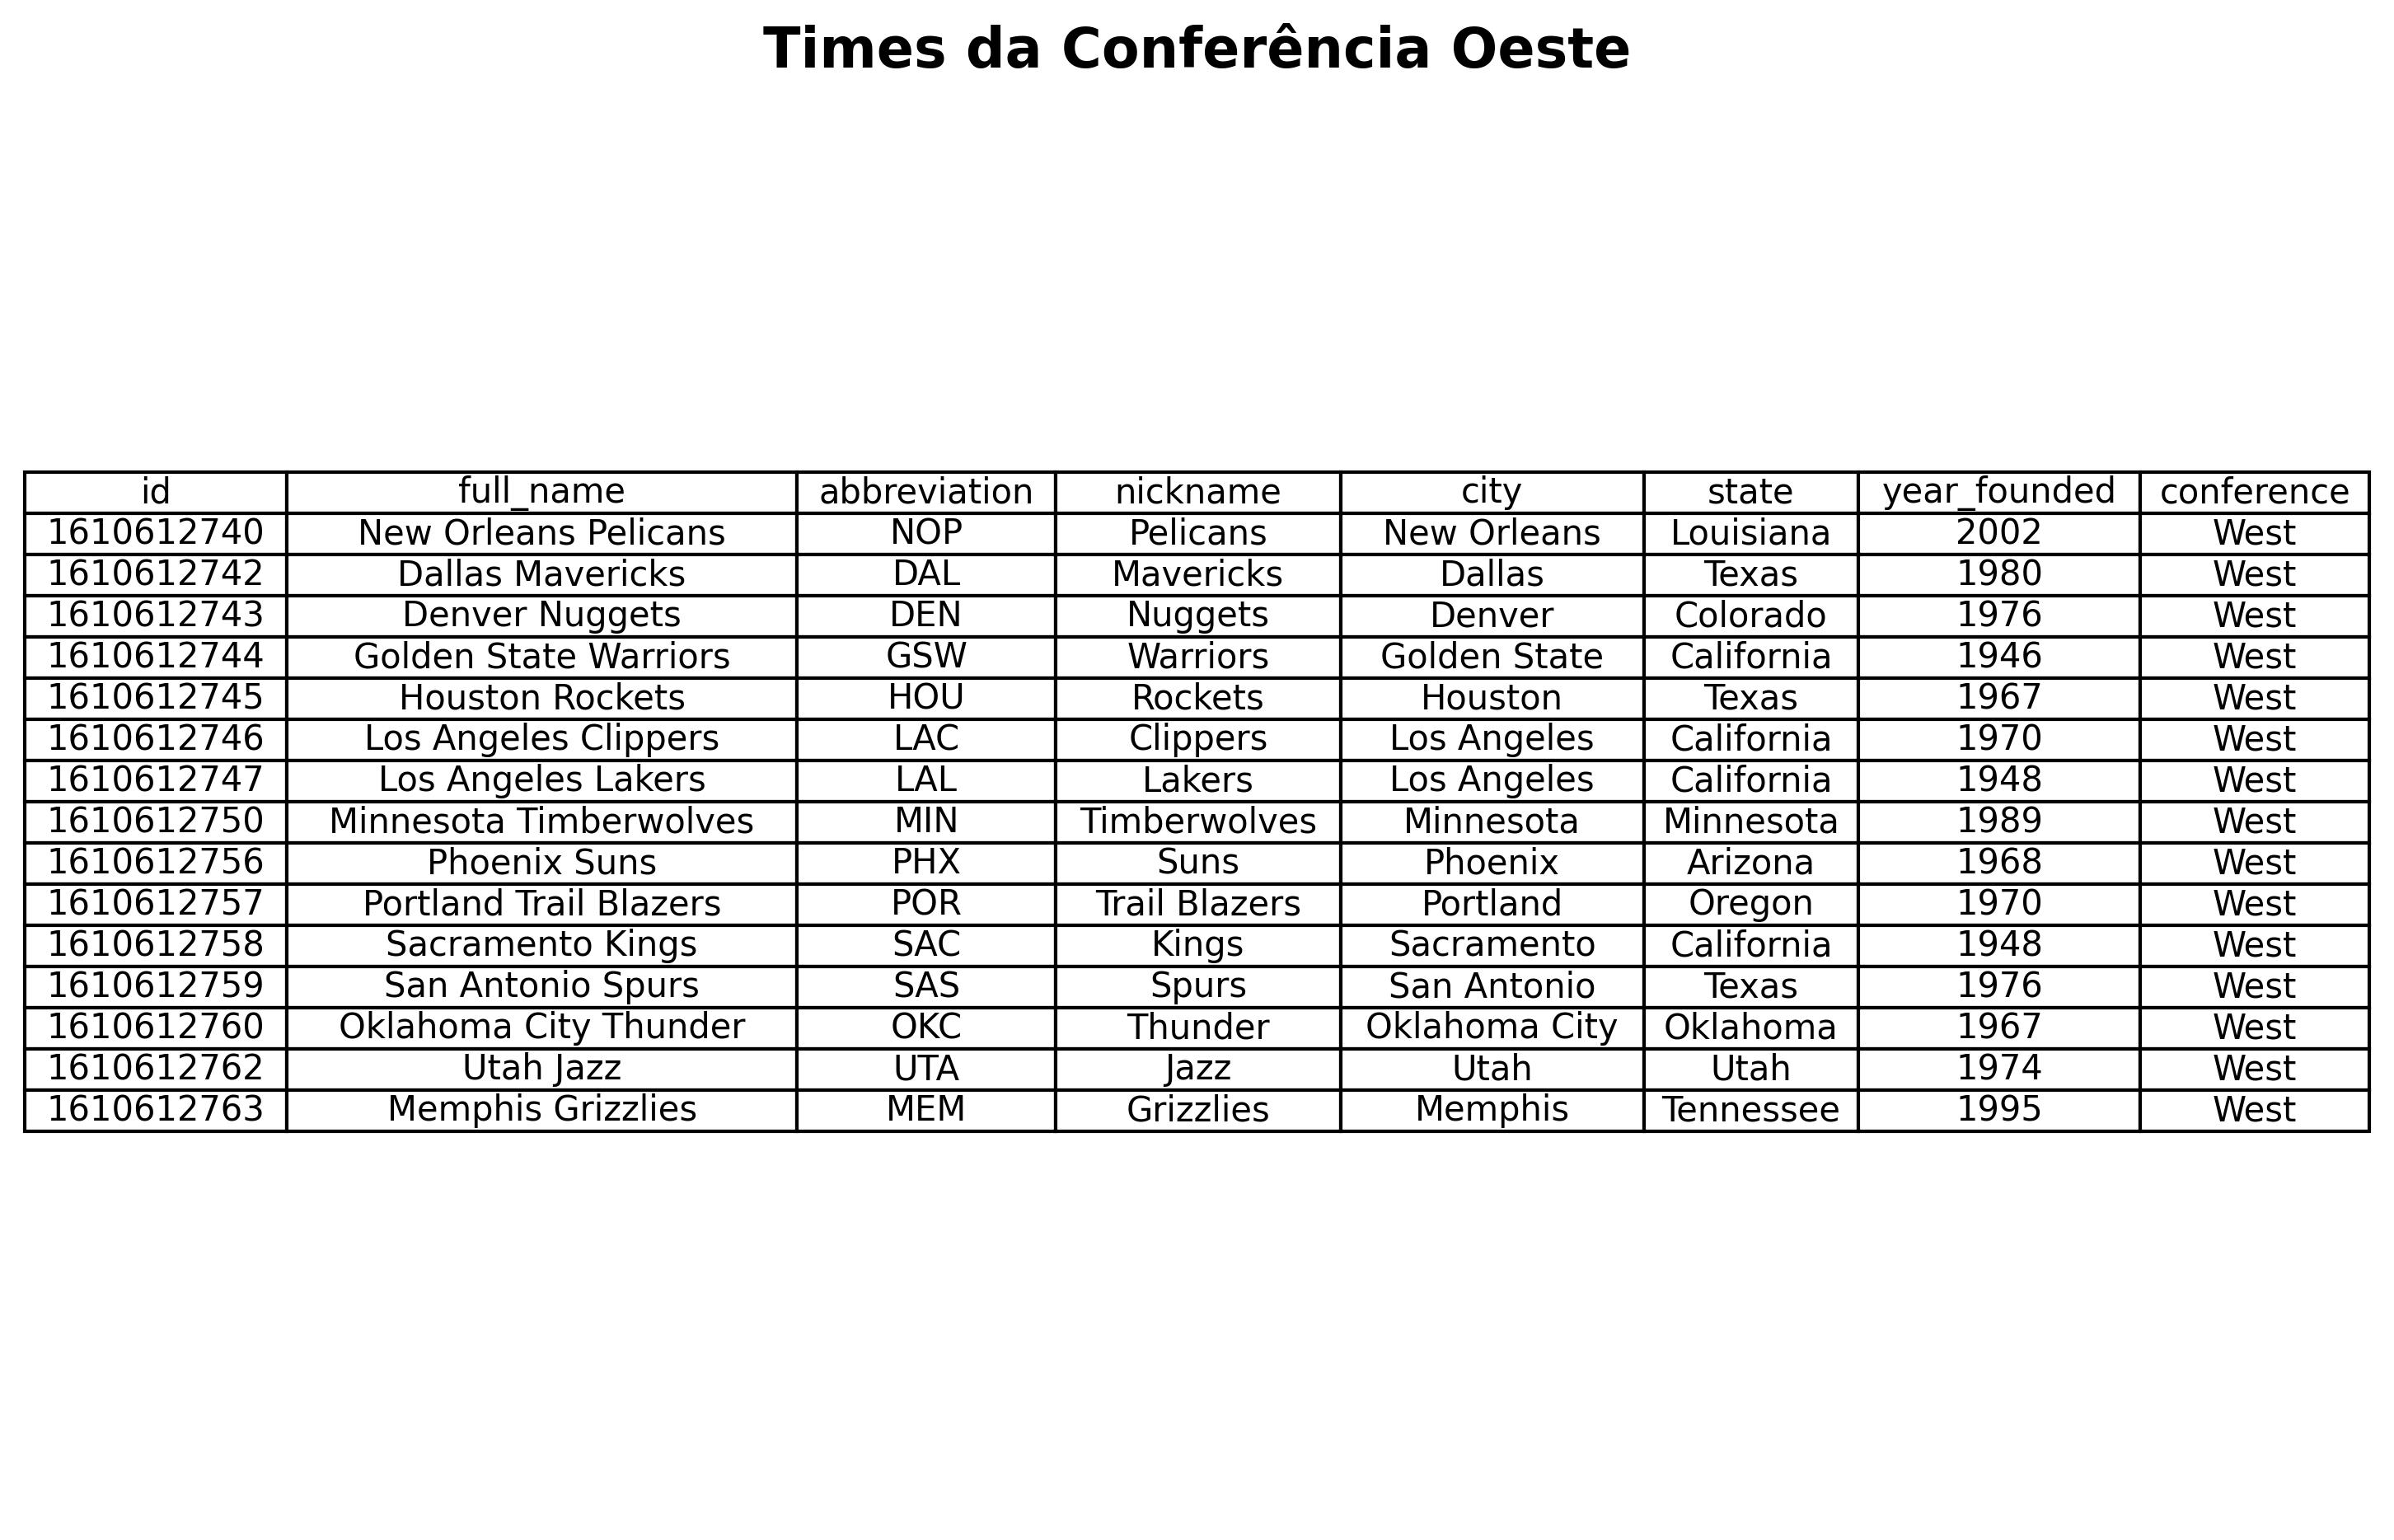 Times da Conferência Oeste
id full_name abbreviation nickname city state year_founded conference
1610612740 New Orleans Pelicans NOP Pelicans New Orleans Louisiana 2002 West
1610612742 Dallas Mavericks DAL Mavericks Dallas Texas 1980 West
1610612743 Denver Nuggets DEN Nuggets Denver Colorado 1976 West
1610612744 Golden State Warriors GSW Warriors Golden State California 1946 West
1610612745 Houston Rockets HOU Rockets Houston Texas 1967 West
1610612746 Los Angeles Clippers LAC Clippers Los Angeles California 1970 West
1610612747 Los Angeles Lakers LAL Lakers Los Angeles California 1948 West
1610612750 Minnesota Timberwolves MIN Timberwolves Minnesota Minnesota 1989 West
1610612756 Phoenix Suns PHX Suns Phoenix Arizona 1968 West
1610612757 Portland Trail Blazers POR Trail Blazers Portland Oregon 1970 West
1610612758 Sacramento Kings SAC Kings Sacramento California 1948 West
1610612759 San Antonio Spurs SAS Spurs San Antonio Texas 1976 West
1610612760 Oklahoma City Thunder OKC Thunder Oklahoma City Oklahoma 1967 West
1610612762 Utah Jazz UTA Jazz Utah Utah 1974 West
1610612763 Memphis Grizzlies MEM Grizzlies Memphis Tennessee 1995 West